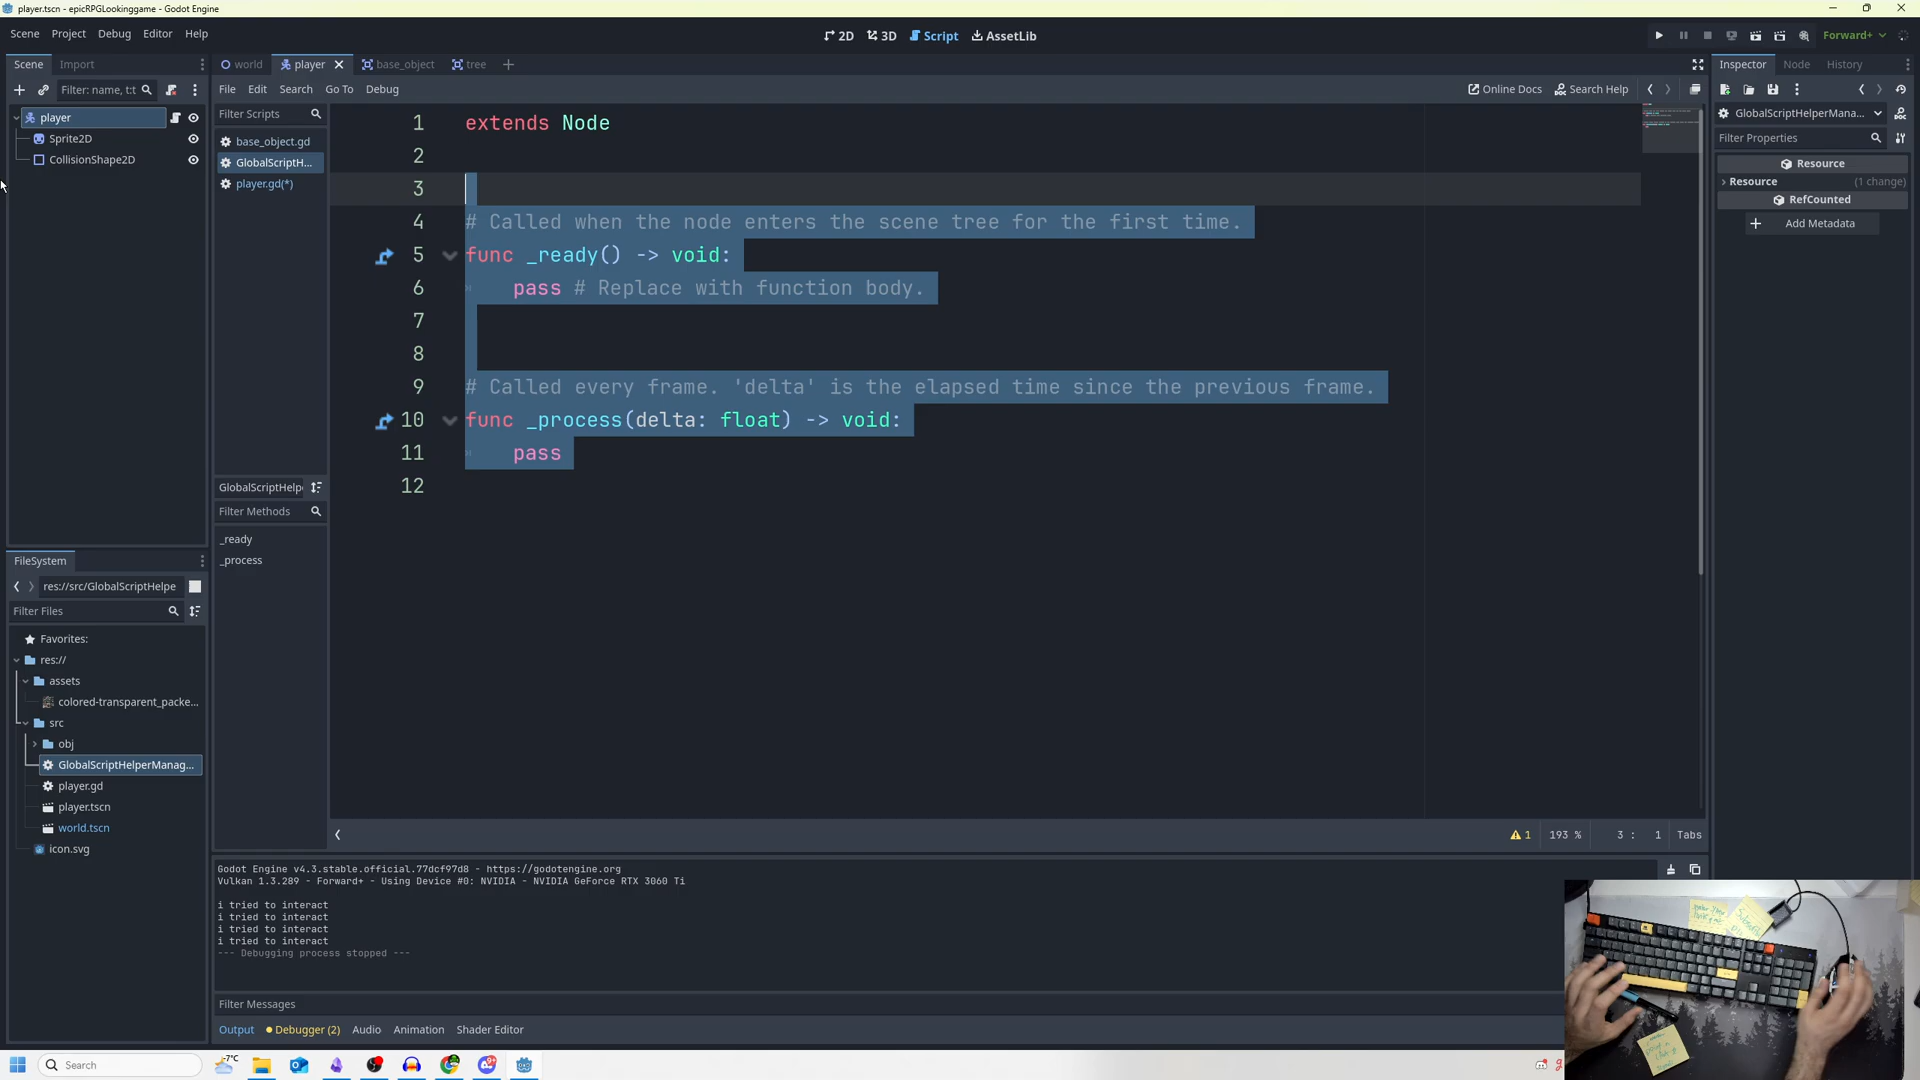 player.tscn - epicRPGLookinggame - Godot Engine
Scene Project Debug Editor Help
2D 3D Script AssetLib
Forward+
Scene Import
Filter: name, t:t
player
Sprite2D
CollisionShape2D
world player base_object tree
File Edit Search Go To Debug
Online Docs Search Help
Filter Scripts
base_object.gd
GlobalScriptH...
player.gd(*)
GlobalScriptHelp
Filter Methods
_ready
_process
1 extends Node
2
3
4 # Called when the node enters the scene tree for the first time.
5 func _ready() -> void:
6 pass # Replace with function body.
7
8
9 # Called every frame. 'delta' is the elapsed time since the previous frame.
10 func _process(delta: float) -> void:
11 pass
12
1 193 % 3 : 1 Tabs
Inspector Node History
GlobalScriptHelperMana...
Filter Properties
Resource
Resource (1 change)
RefCounted
Add Metadata
FileSystem
res://src/GlobalScriptHelpe
Filter Files
Favorites:
res://
assets
colored-transparent_packe...
src
obj
GlobalScriptHelperManag...
player.gd
player.tscn
world.tscn
icon.svg
Godot Engine v4.3.stable.official.77dcf97d8 - https://godotengine.org
Vulkan 1.3.289 - Forward+ - Using Device #0: NVIDIA - NVIDIA GeForce RTX 3060 Ti
i tried to interact
i tried to interact
i tried to interact
i tried to interact
--- Debugging process stopped ---
Filter Messages
Output Debugger (2) Audio Animation Shader Editor
Search
-7°C